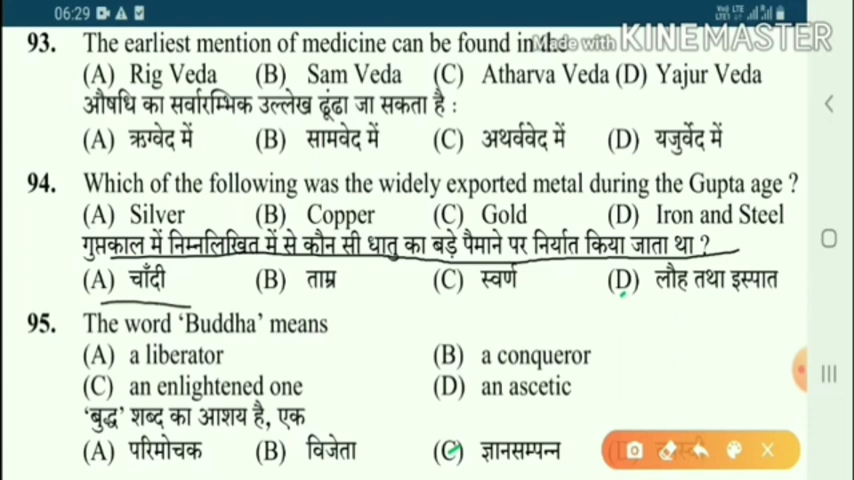 06:29
Made with KINEMASTER
93. The earliest mention of medicine can be found in the
(A) Rig Veda (B) Sam Veda (C) Atharva Veda (D) Yajur Veda
औषधि का सर्वारम्भिक उल्लेख ढूंढा जा सकता है :
(A) ऋग्वेद में (B) सामवेद में (C) अथर्ववेद में (D) यजुर्वेद में
94. Which of the following was the widely exported metal during the Gupta age ?
(A) Silver (B) Copper (C) Gold (D) Iron and Steel
गुप्तकाल में निम्नलिखित में से कौन सी धातु का बड़े पैमाने पर निर्यात किया जाता था ?
(A) चाँदी (B) ताम्र (C) स्वर्ण (D) लौह तथा इस्पात
95. The word ‘Buddha’ means
(A) a liberator (B) a conqueror
(C) an enlightened one (D) an ascetic
‘बुद्ध’ शब्द का आशय है, एक
(A) परिमोचक (B) विजेता (C) ज्ञानसम्पन्न